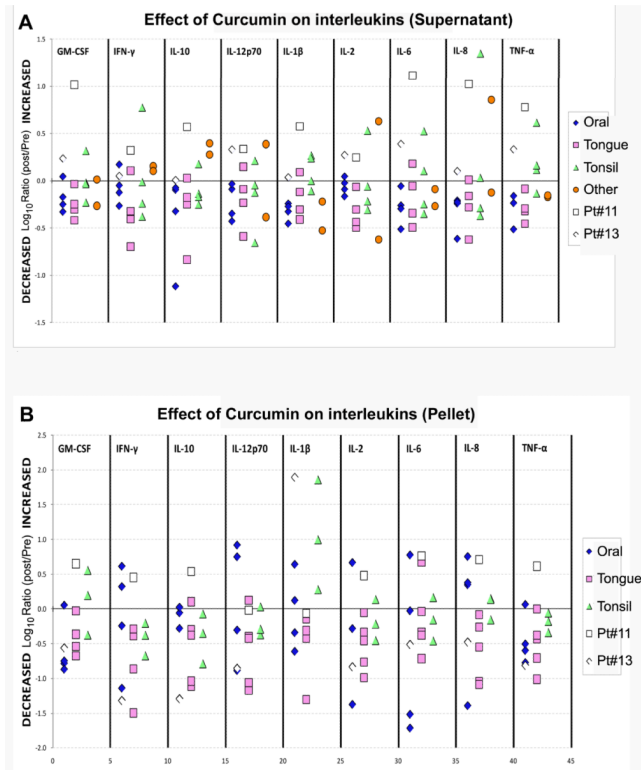 A
Effect of Curcumin on interleukins (Supernatant)
DECREASED Log10 Ratio (post/Pre) INCREASED
1.5
1.0
0.5
0.0
-0.5
-1.0
-1.5
GM-CSF IFN-γ IL-10 IL-12p70 IL-1β IL-2 IL-6 IL-8 TNF-α
Oral
Tongue
Tonsil
Other
Pt#11
Pt#13
B
Effect of Curcumin on interleukins (Pellet)
DECREASED Log10 Ratio (post/Pre) INCREASED
2.5
2.0
1.5
1.0
0.5
0.0
-0.5
-1.0
-1.5
-2.0
GM-CSF IFN-γ IL-10 IL-12p70 IL-1β IL-2 IL-6 IL-8 TNF-α
0 5 10 15 20 25 30 35 40 45
Oral
Tongue
Tonsil
Pt#11
Pt#13